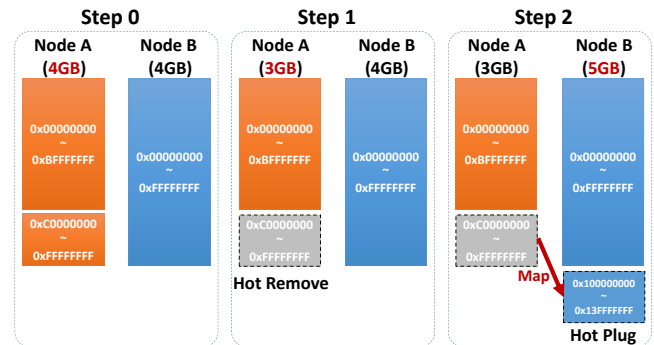 Step 0
Node A
(4GB)
Node B
(4GB)
0x00000000
~
0xBFFFFFFF
0xC0000000
~
0xFFFFFFFF
0x00000000
~
0xFFFFFFFF
Step 1
Node A
(3GB)
Node B
(4GB)
0x00000000
~
0xBFFFFFFF
0xC0000000
~
0xFFFFFFFF
Hot Remove
0x00000000
~
0xFFFFFFFF
Step 2
Node A
(3GB)
Node B
(5GB)
0x00000000
~
0xBFFFFFFF
0xC0000000
~
0xFFFFFFFF
Map
0x00000000
~
0xFFFFFFFF
0x100000000
~
0x13FFFFFFF
Hot Plug